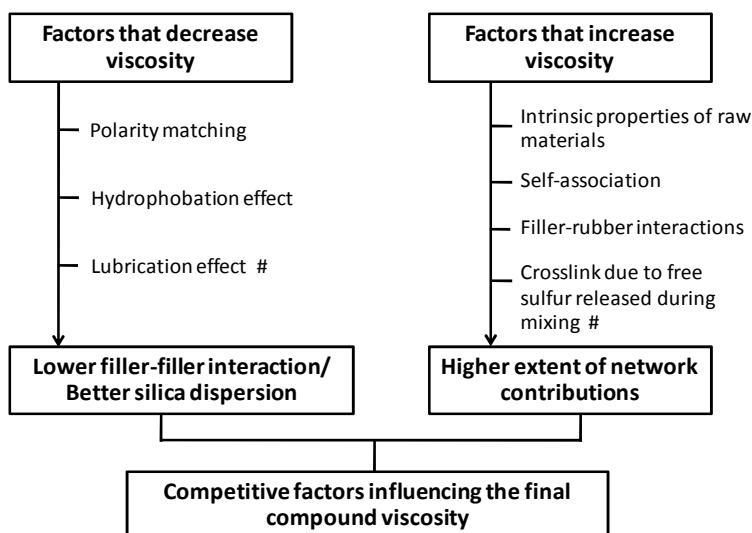 Factors that decrease
viscosity
Polarity matching
Hydrophobation effect
Lubrication effect #
Lower filler-filler interaction/
Better silica dispersion
Factors that increase
viscosity
Intrinsic properties of raw
materials
Self-association
Filler-rubber interactions
Crosslink due to free
sulfur released during
mixing #
Higher extent of network
contributions
Competitive factors influencing the final
compound viscosity